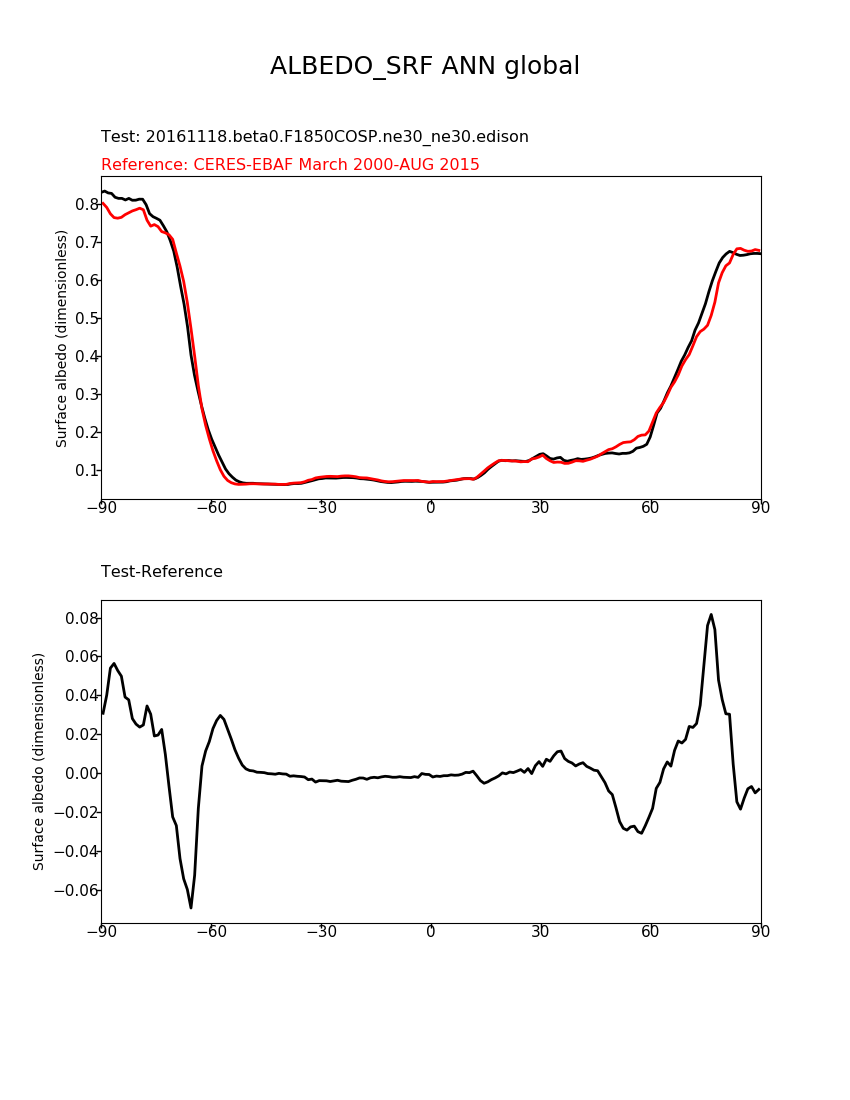 ALBEDO_SRF ANN global
Test: 20161118.beta0.F1850COSP.ne30_ne30.edison
Reference: CERES-EBAF March 2000-AUG 2015
Surface albedo (dimensionless)
0.8
0.7
0.6
0.5
0.4
0.3
0.2
0.1
−90 −60 −30 0 30 60 90
Test-Reference
Surface albedo (dimensionless)
0.08
0.06
0.04
0.02
0.00
−0.02
−0.04
−0.06
−90 −60 −30 0 30 60 90